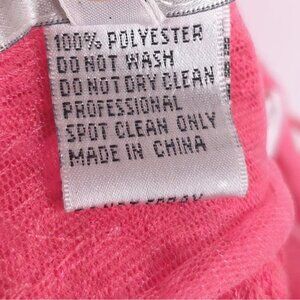 100% POLYESTER
DO NOT WASH
DO NOT DRY CLEAN
PROFESSIONAL
SPOT CLEAN ONLY
MADE IN CHINA